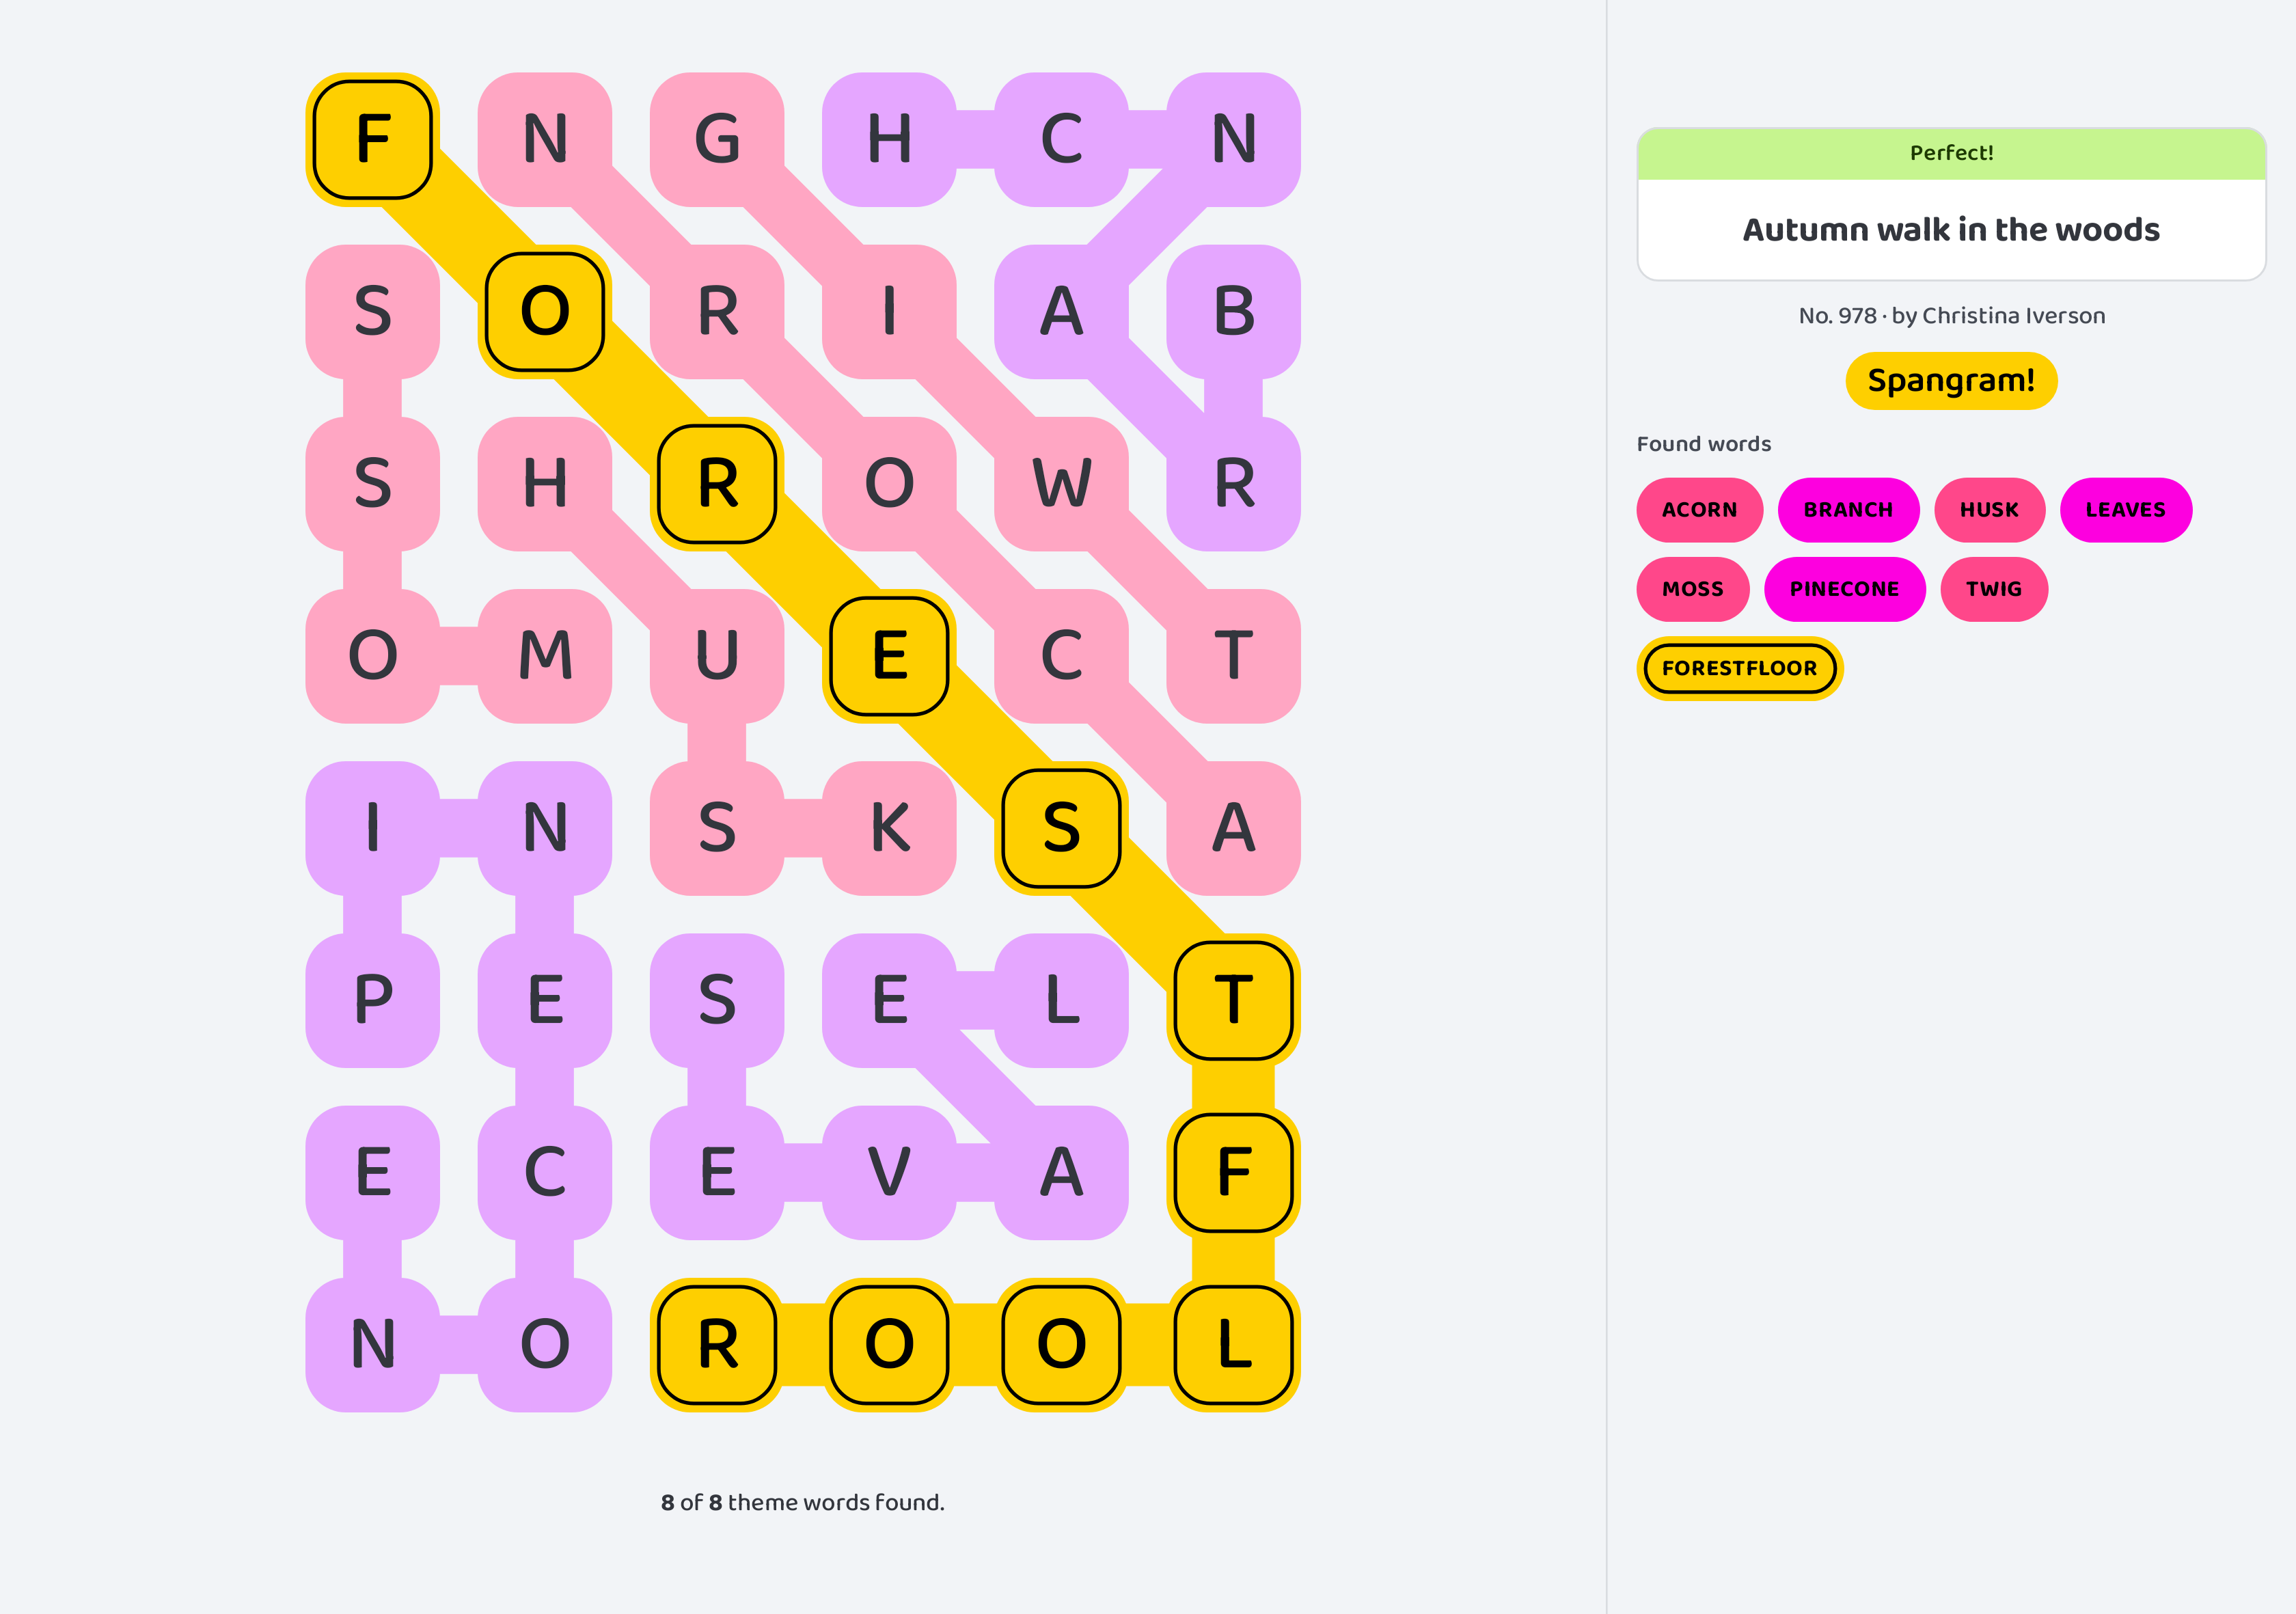 F N G H C N
S O R I A B
S H R O W R
O M U E C T
I N S K S A
P E S E L T
E C E V A F
N O R O O L
8 of 8 theme words found.
Perfect!
Autumn walk in the woods
No. 978 · by Christina Iverson
Spangram!
Found words
ACORN BRANCH HUSK LEAVES
MOSS PINECONE TWIG
FORESTFLOOR